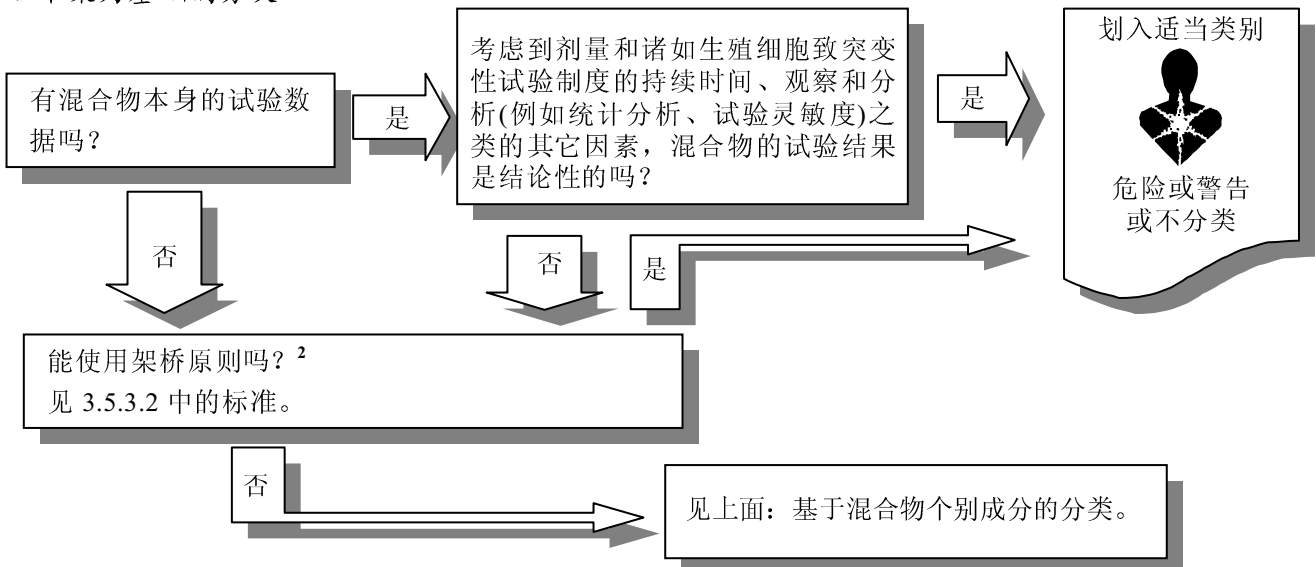 有混合物本身的试验数
据吗？
是
考虑到剂量和诸如生殖细胞致突变
性试验制度的持续时间、观察和分
析(例如统计分析、试验灵敏度)之
类的其它因素，混合物的试验结果
是结论性的吗？
是
划入适当类别
危险或警告
或不分类
否
否
是
能使用架桥原则吗？2
见 3.5.3.2 中的标准。
否
见上面：基于混合物个别成分的分类。